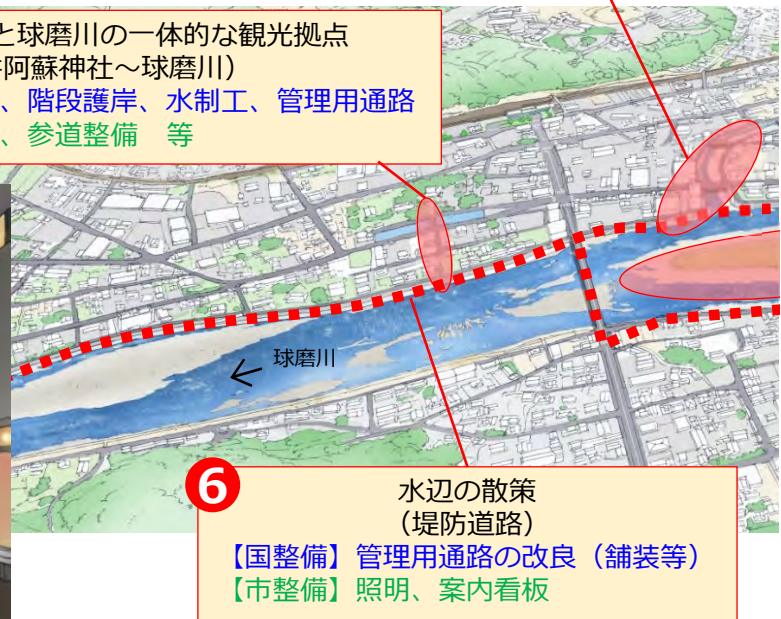 と球磨川の一体的な観光拠点
阿蘇神社～球磨川）
、階段護岸、水制工、管理用通路
、参道整備　等
球磨川
6
水辺の散策
（堤防道路）
【国整備】管理用通路の改良（舗装等）
【市整備】照明、案内看板